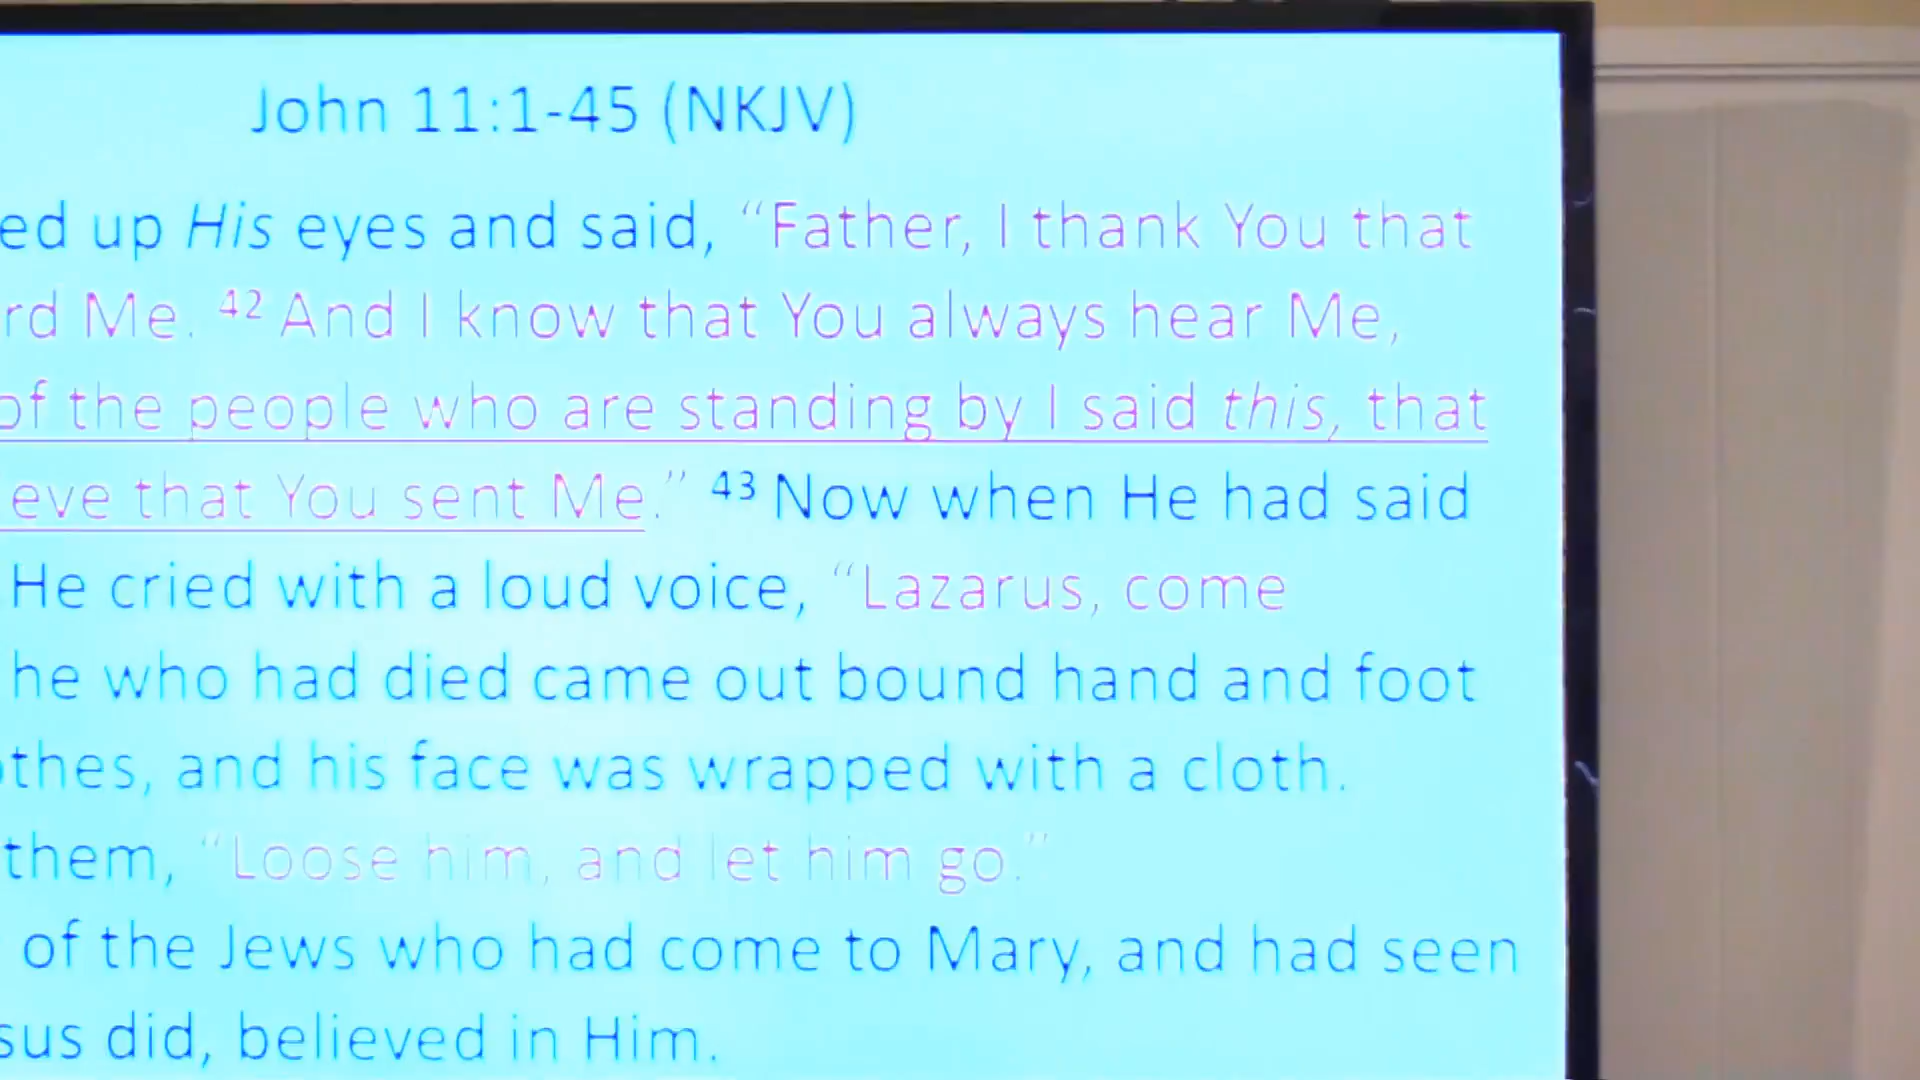 John 11:1-45 (NKJV)
ed up His eyes and said, “Father, I thank You that
rd Me. 42 And I know that You always hear Me,
of the people who are standing by I said this, that
eve that You sent Me.” 43 Now when He had said
He cried with a loud voice, “Lazarus, come
he who had died came out bound hand and foot
thes, and his face was wrapped with a cloth.
them, “Loose him, and let him go.”
of the Jews who had come to Mary, and had seen
sus did, believed in Him.